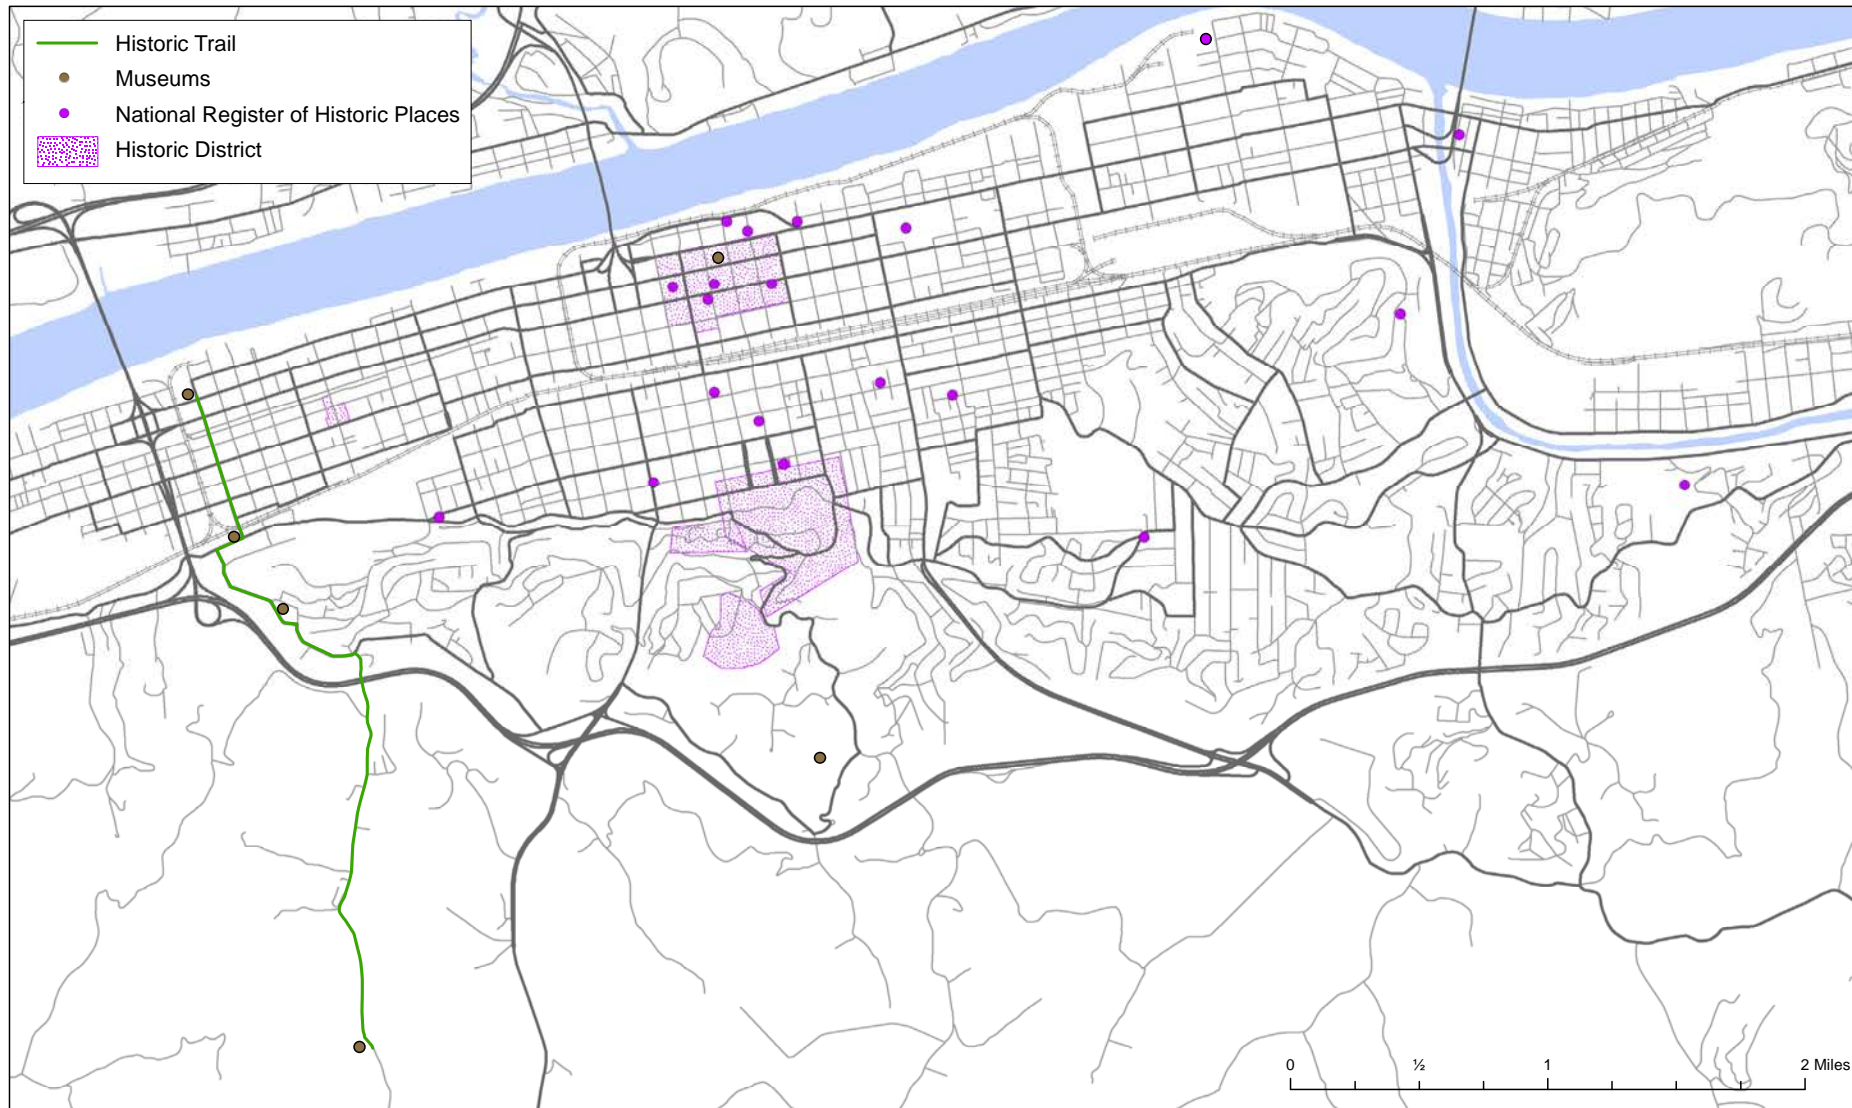 Historic Trail
Museums
National Register of Historic Places
Historic District
0 ½ 1 2 Miles